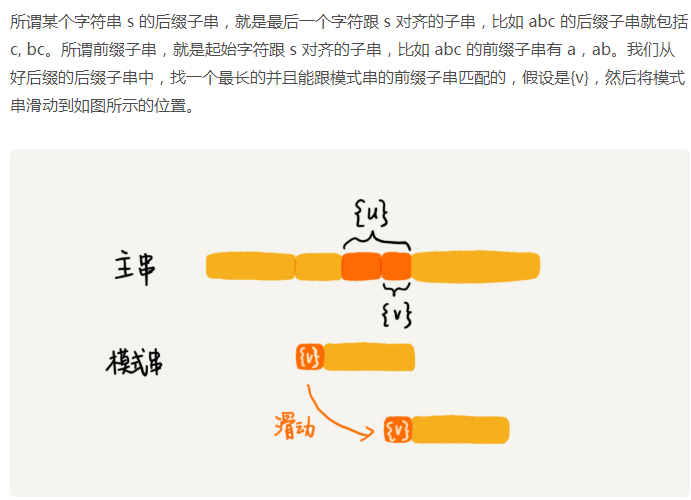 所谓某个字符串 s 的后缀子串，就是最后一个字符跟 s 对齐的子串，比如 abc 的后缀子串就包括
c, bc。所谓前缀子串，就是起始字符跟 s 对齐的子串，比如 abc 的前缀子串有 a，ab。我们从
好后缀的后缀子串中，找一个最长的并且能跟模式串的前缀子串匹配的，假设是{v}，然后将模式
串滑动到如图所示的位置。
{u}
主串
{v}
模式串
{v}
滑动
{v}